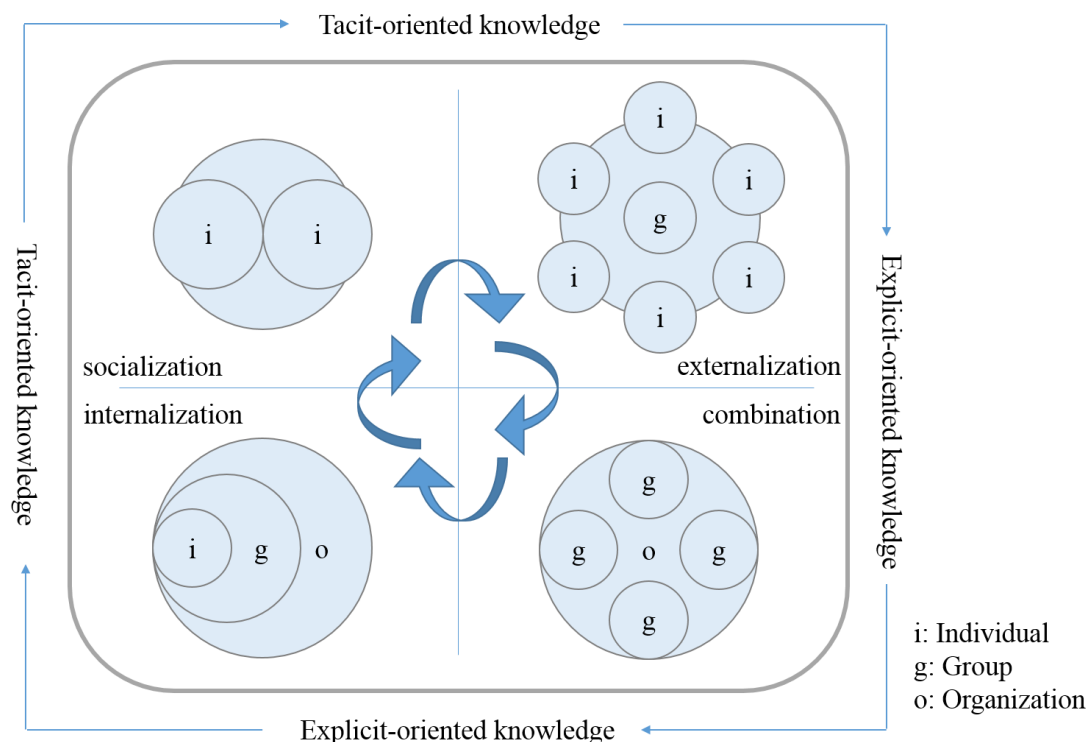 Tacit-oriented knowledge
Tacit-oriented knowledge
i
i
socialization
i
i
i
g
i
i
i
externalization
Explicit-oriented knowledge
internalization
i
g
o
combination
g
g
o
g
g
Explicit-oriented knowledge
i: Individual
g: Group
o: Organization